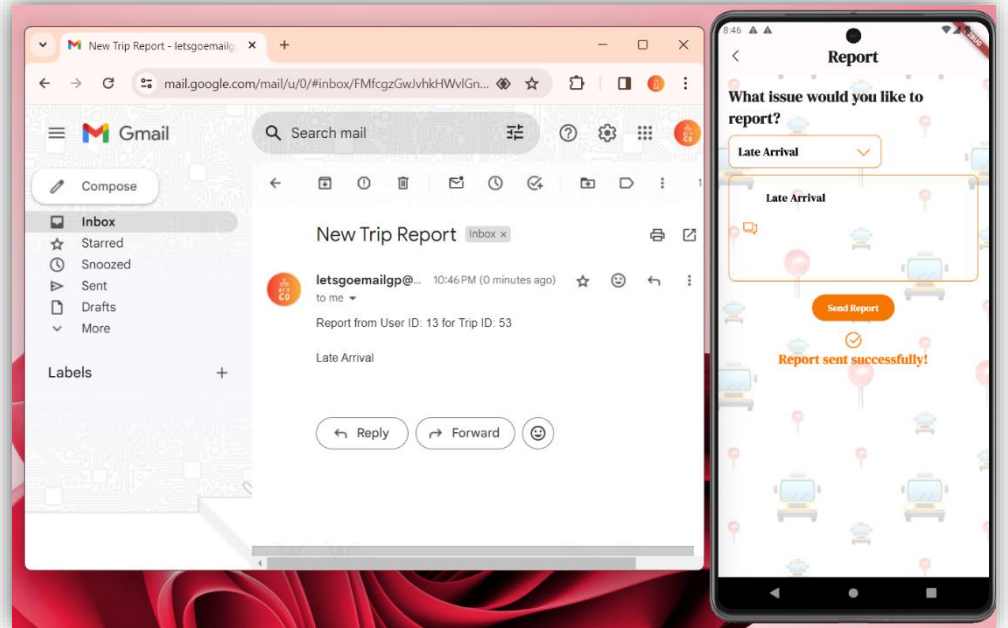 New Trip Report - letsgoemailg
mail.google.com/mail/u/0/#inbox/FMfcgzGwJvhkHWvlGn...
Gmail
Search mail
Compose
Inbox
Starred
Snoozed
Sent
Drafts
More
Labels
New Trip Report Inbox ×
letsgoemailgp@... 10:46 PM (0 minutes ago)
to me
Report from User ID: 13 for Trip ID: 53
Late Arrival
Reply
Forward
8:46
Report
What issue would you like to
report?
Late Arrival
Late Arrival
Send Report
Report sent successfully!